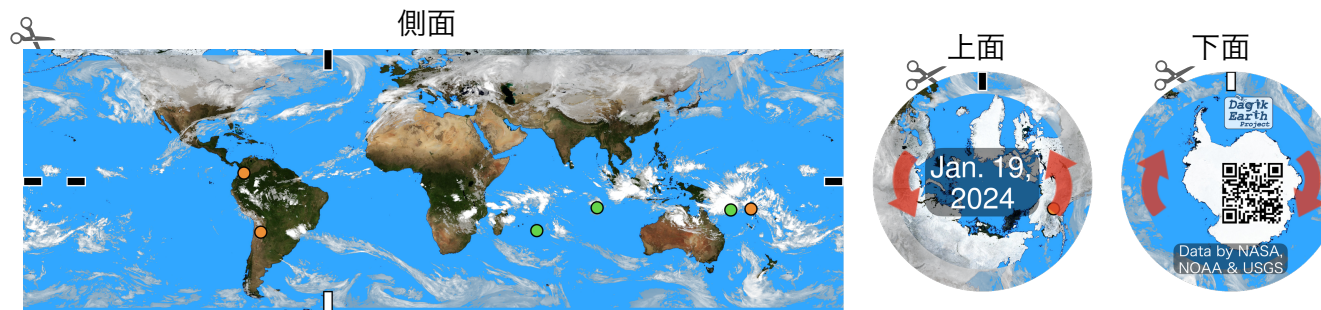 側面
上面
下面
Jan. 19,
2024
Dagik
Earth
Project
Data by NASA,
NOAA & USGS